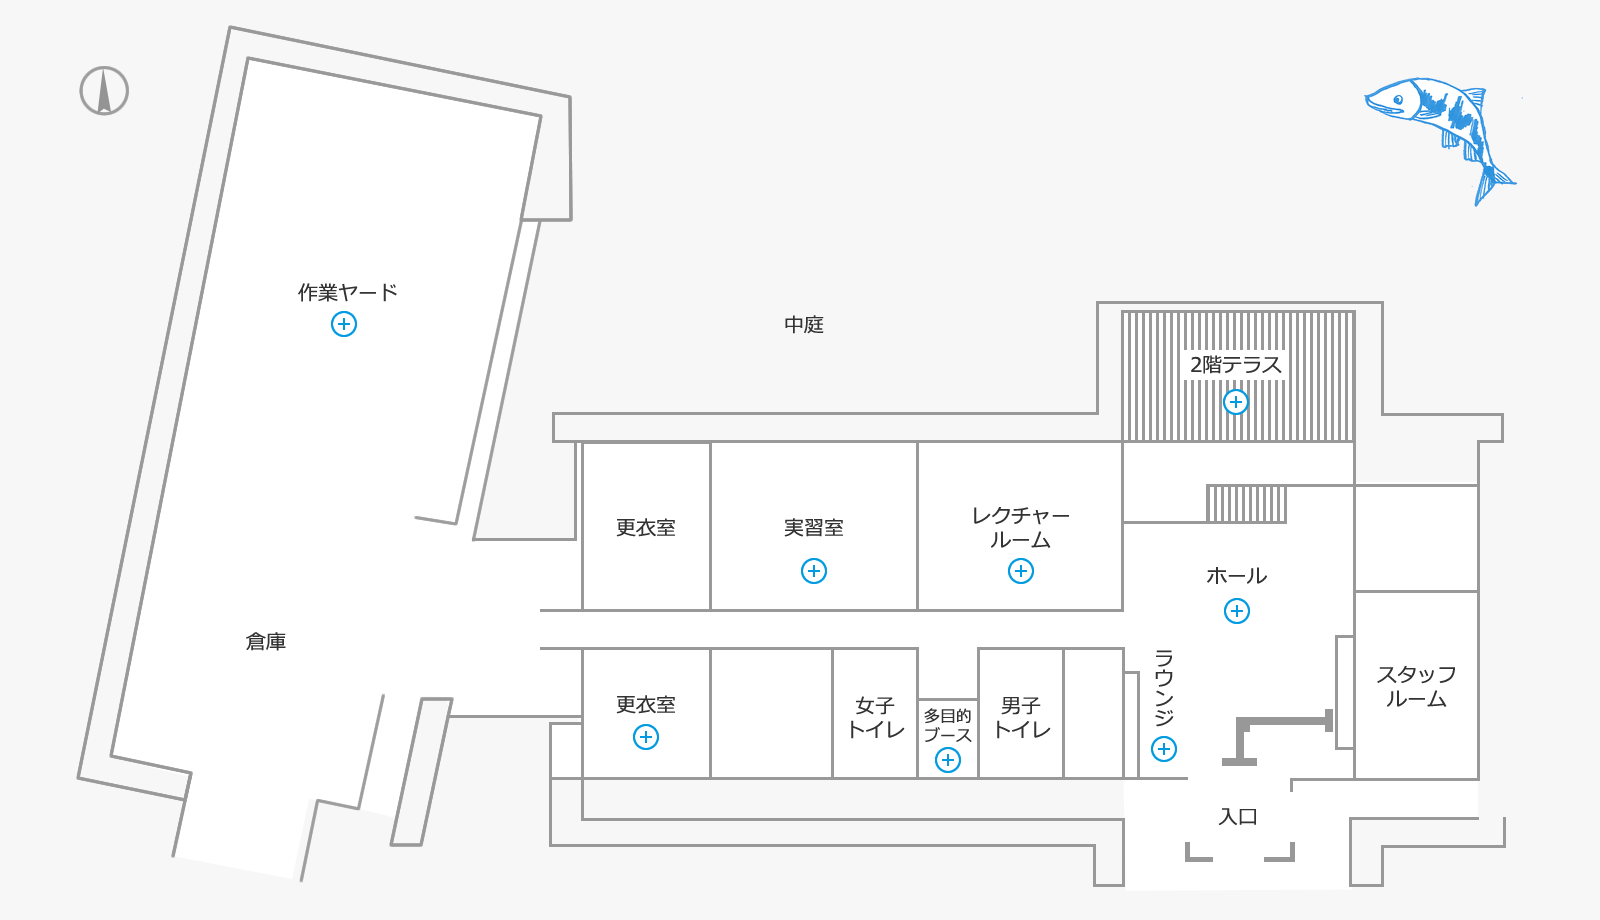 作業ヤード
中庭
2階テラス
更衣室
実習室
レクチャー
ルーム
ホール
倉庫
ラウンジ
スタッフ
ルーム
更衣室
女子
トイレ
多目的
ブース
男子
トイレ
入口